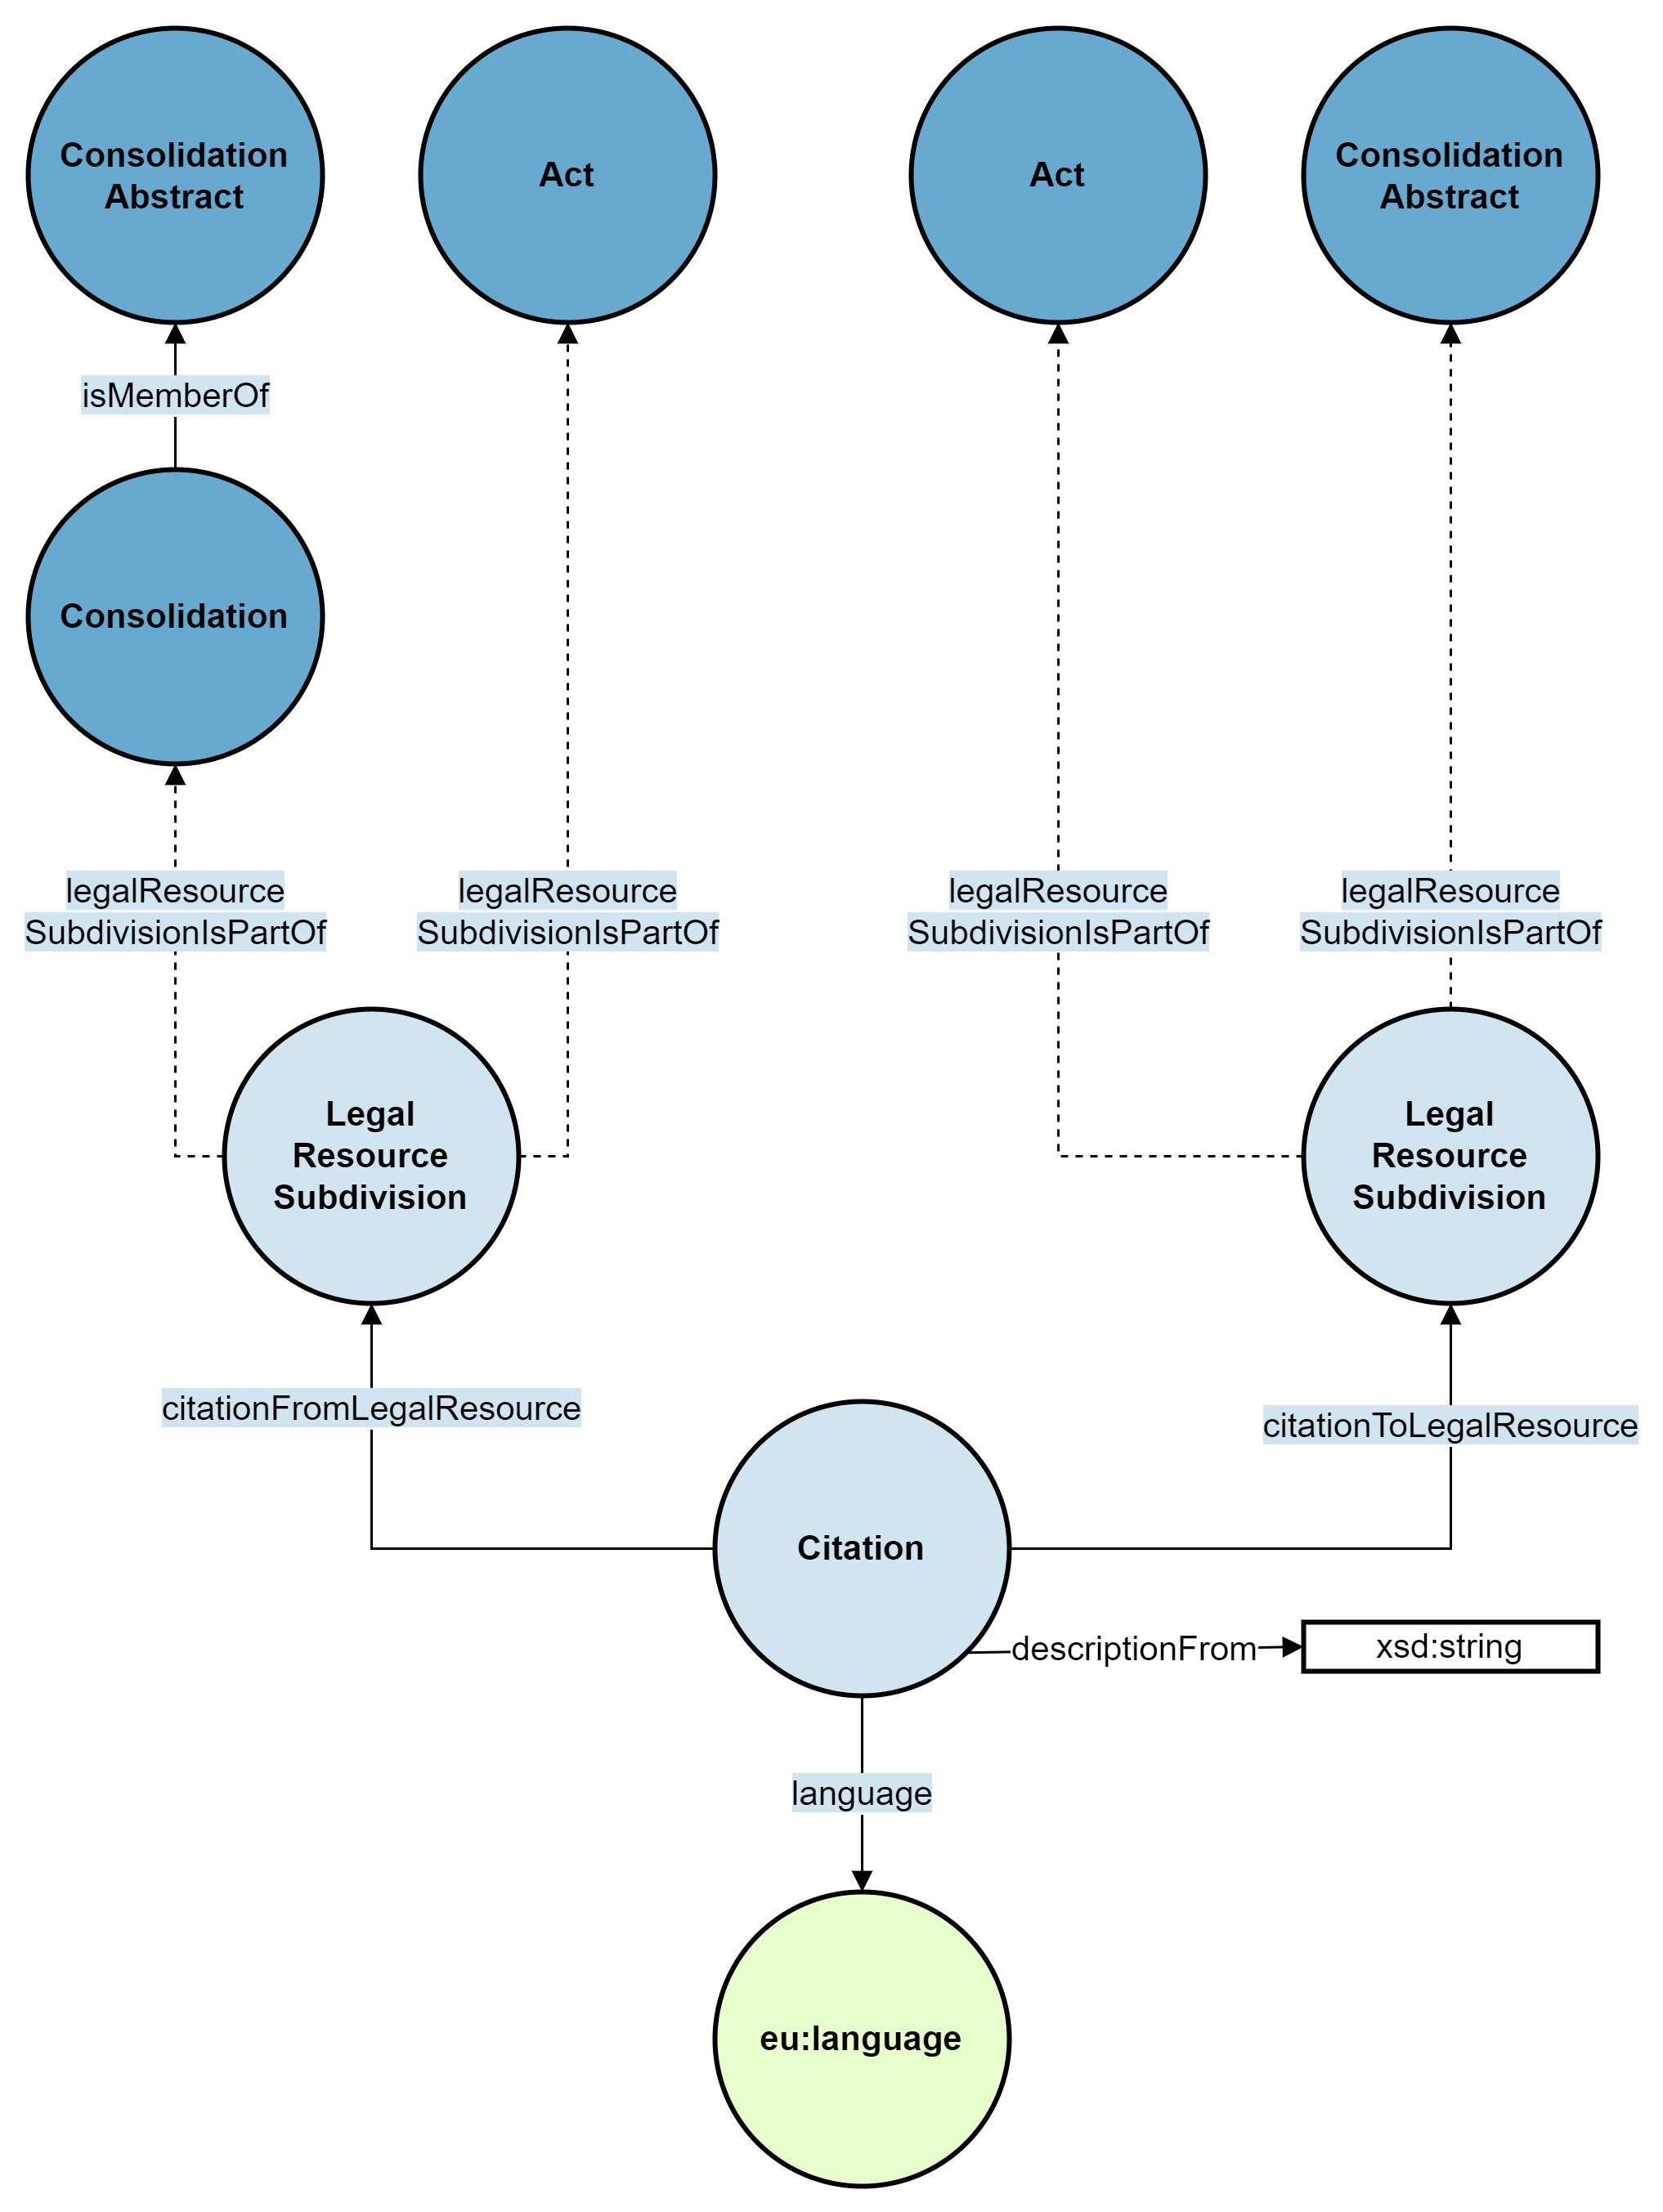 Consolidation
Abstract
Act
Act
Consolidation
Abstract
isMemberOf
Consolidation
legalResource
SubdivisionIsPartOf
legalResource
SubdivisionIsPartOf
legalResource
SubdivisionIsPartOf
legalResource
SubdivisionIsPartOf
Legal
Resource
Subdivision
Legal
Resource
Subdivision
citationFromLegalResource
citationToLegalResource
Citation
descriptionFrom
xsd:string
language
eu:language